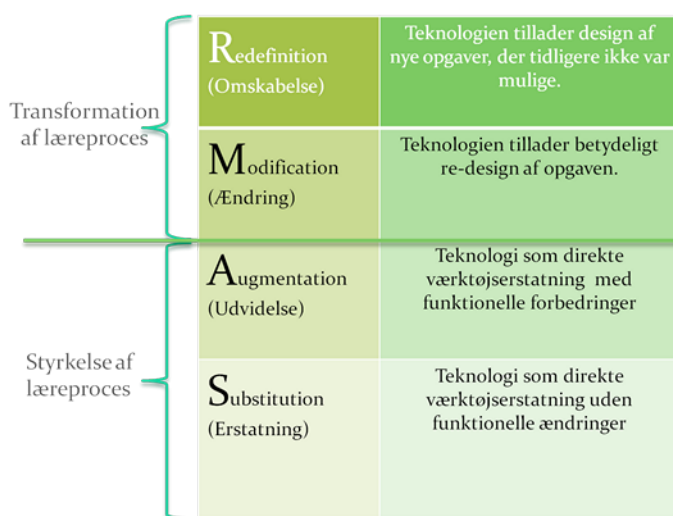 Redefinition
(Omskabelse)
Teknologien tillader design af
nye opgaver, der tidligere ikke var
mulige.
Transformation
af læreproces
Modification
(Ændring)
Teknologien tillader betydeligt
re-design af opgaven.
Augmentation
(Udvidelse)
Teknologi som direkte
værktøjserstatning med
funktionelle forbedringer
Styrkelse af
læreproces
Substitution
(Erstatning)
Teknologi som direkte
værktøjserstatning uden
funktionelle ændringer